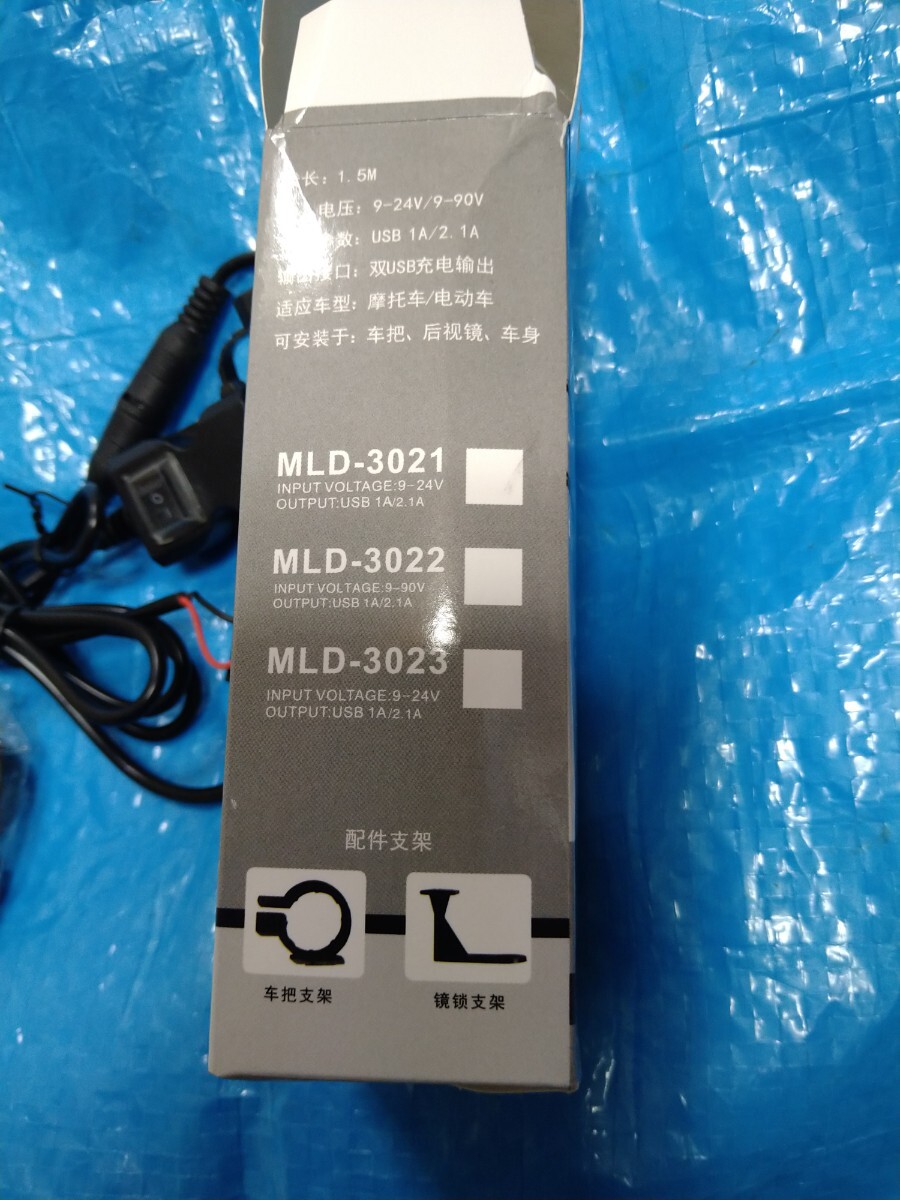 长: 1.5M
电压: 9-24V/9-90V
数: USB 1A/2.1A
输出接口: 双USB充电输出
适应车型: 摩托车/电动车
可安装于: 车把、后视镜、车身
MLD-3021
INPUT VOLTAGE:9-24V
OUTPUT:USB 1A/2.1A
MLD-3022
INPUT VOLTAGE:9-90V
OUTPUT:USB 1A/2.1A
MLD-3023
INPUT VOLTAGE:9-24V
OUTPUT:USB 1A/2.1A
配件支架
车把支架
镜锁支架